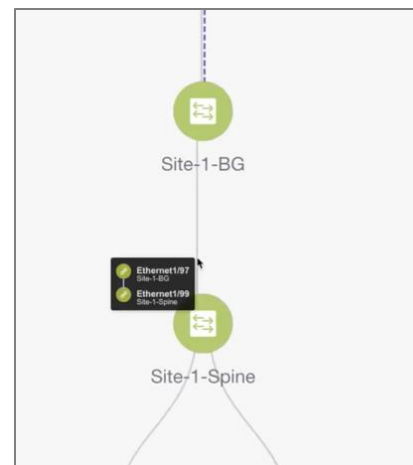 Site-1-BG
Ethernet1/97
Site-1-BG
Ethernet1/99
Site-1-Spine
Site-1-Spine